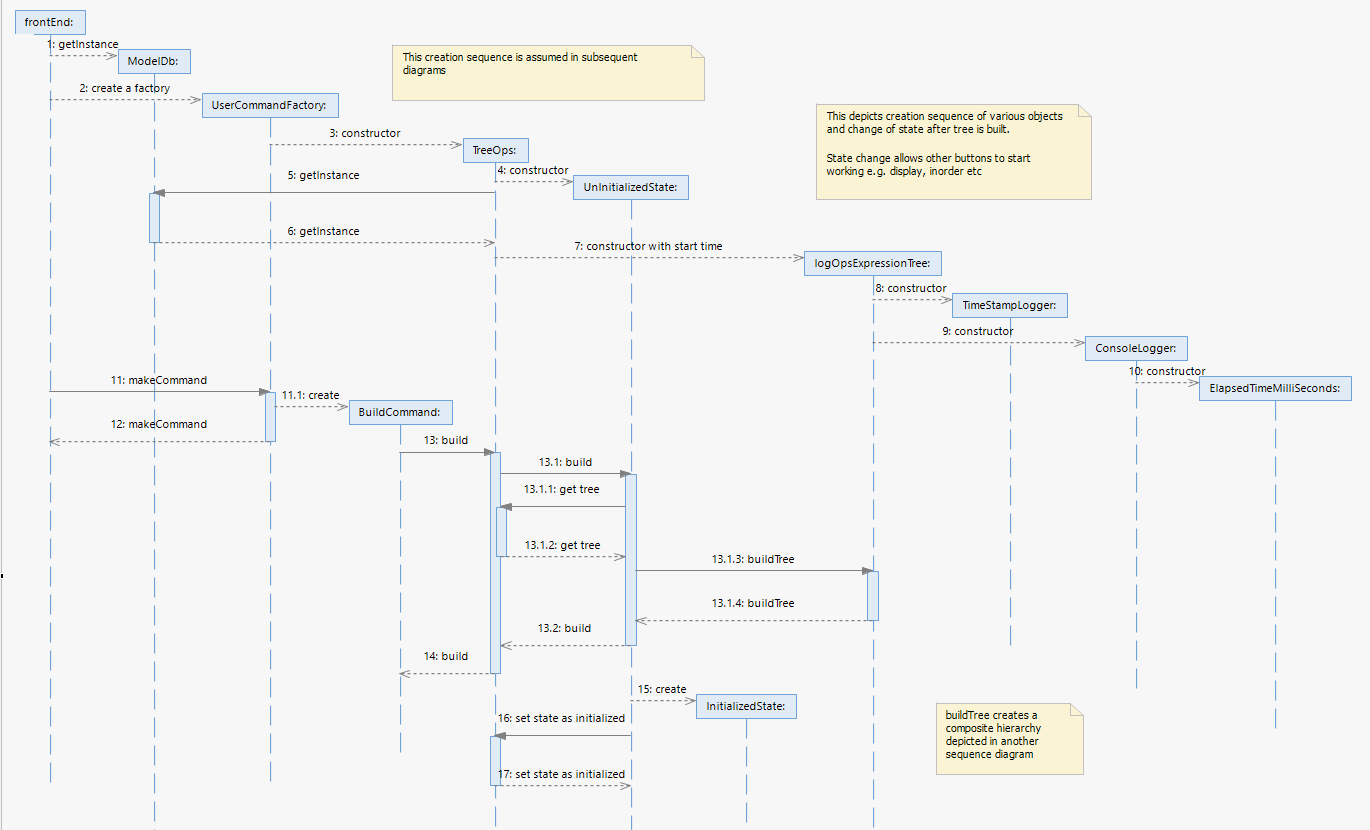 frontEnd:
1: getInstance
ModelDb:
This creation sequence is assumed in subsequent
diagrams
2: create a factory
UserCommandFactory:
This depicts creation sequence of various objects
and change of state after tree is built.
State change allows other buttons to start
working e.g. display, inorder etc
3: constructor
TreeOps:
4: constructor
5: getInstance
UnInitializedState:
6: getInstance
7: constructor with start time
logOpsExpressionTree:
8: constructor
TimeStampLogger:
9: constructor
ConsoleLogger:
10: constructor
ElapsedTimeMilliSeconds:
11: makeCommand
11.1: create
BuildCommand:
12: makeCommand
13: build
13.1: build
13.1.1: get tree
13.1.2: get tree
13.1.3: buildTree
13.1.4: buildTree
13.2: build
14: build
15: create
InitializedState:
16: set state as initialized
buildTree creates a
composite hierarchy
depicted in another
sequence diagram
17: set state as initialized